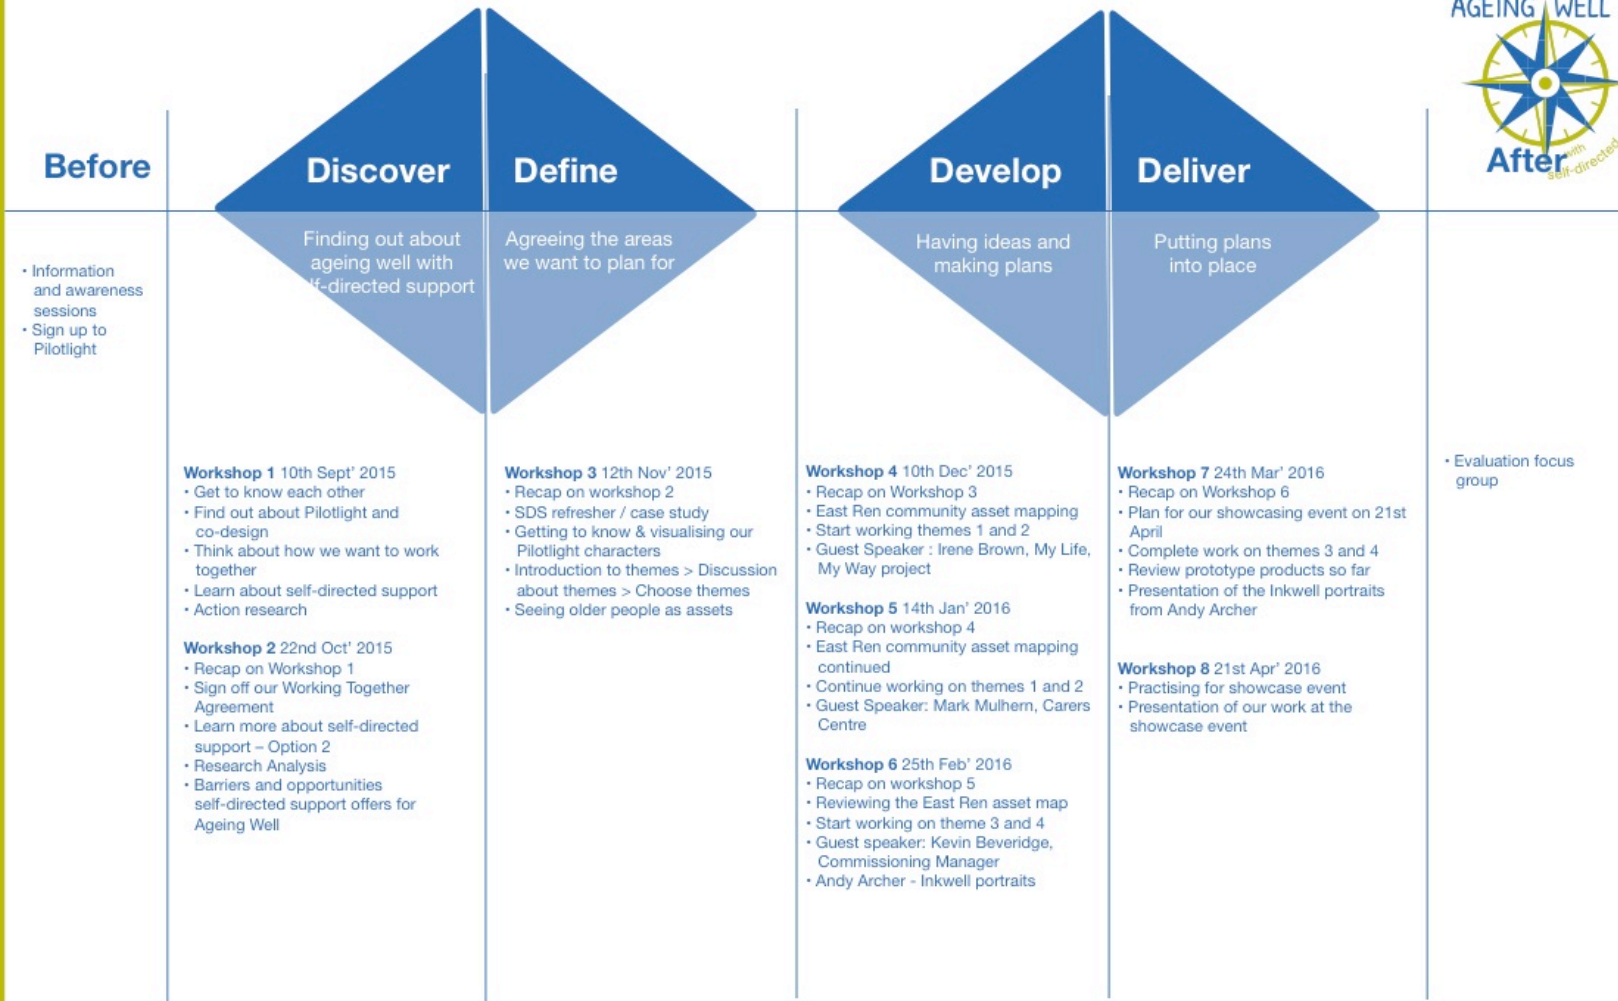 AGEING WELL
with
self-directed
Before
Discover
Define
Develop
Deliver
After
Finding out about
ageing well with
lf-directed support
Agreeing the areas
we want to plan for
Having ideas and
making plans
Putting plans
into place
• Information
and awareness
sessions
• Sign up to
Pilotlight
Workshop 1 10th Sept' 2015
• Get to know each other
• Find out about Pilotlight and
co-design
• Think about how we want to work
together
• Learn about self-directed support
• Action research
Workshop 2 22nd Oct' 2015
• Recap on Workshop 1
• Sign off our Working Together
Agreement
• Learn more about self-directed
support – Option 2
• Research Analysis
• Barriers and opportunities
self-directed support offers for
Ageing Well
Workshop 3 12th Nov' 2015
• Recap on workshop 2
• SDS refresher / case study
• Getting to know & visualising our
Pilotlight characters
• Introduction to themes > Discussion
about themes > Choose themes
• Seeing older people as assets
Workshop 4 10th Dec' 2015
• Recap on Workshop 3
• East Ren community asset mapping
• Start working themes 1 and 2
• Guest Speaker : Irene Brown, My Life,
My Way project
Workshop 5 14th Jan' 2016
• Recap on workshop 4
• East Ren community asset mapping
continued
• Continue working on themes 1 and 2
• Guest Speaker: Mark Mulhern, Carers
Centre
Workshop 6 25th Feb' 2016
• Recap on workshop 5
• Reviewing the East Ren asset map
• Start working on theme 3 and 4
• Guest speaker: Kevin Beveridge,
Commissioning Manager
• Andy Archer - Inkwell portraits
Workshop 7 24th Mar' 2016
• Recap on Workshop 6
• Plan for our showcasing event on 21st
April
• Complete work on themes 3 and 4
• Review prototype products so far
• Presentation of the Inkwell portraits
from Andy Archer
Workshop 8 21st Apr' 2016
• Practising for showcase event
• Presentation of our work at the
showcase event
• Evaluation focus
group